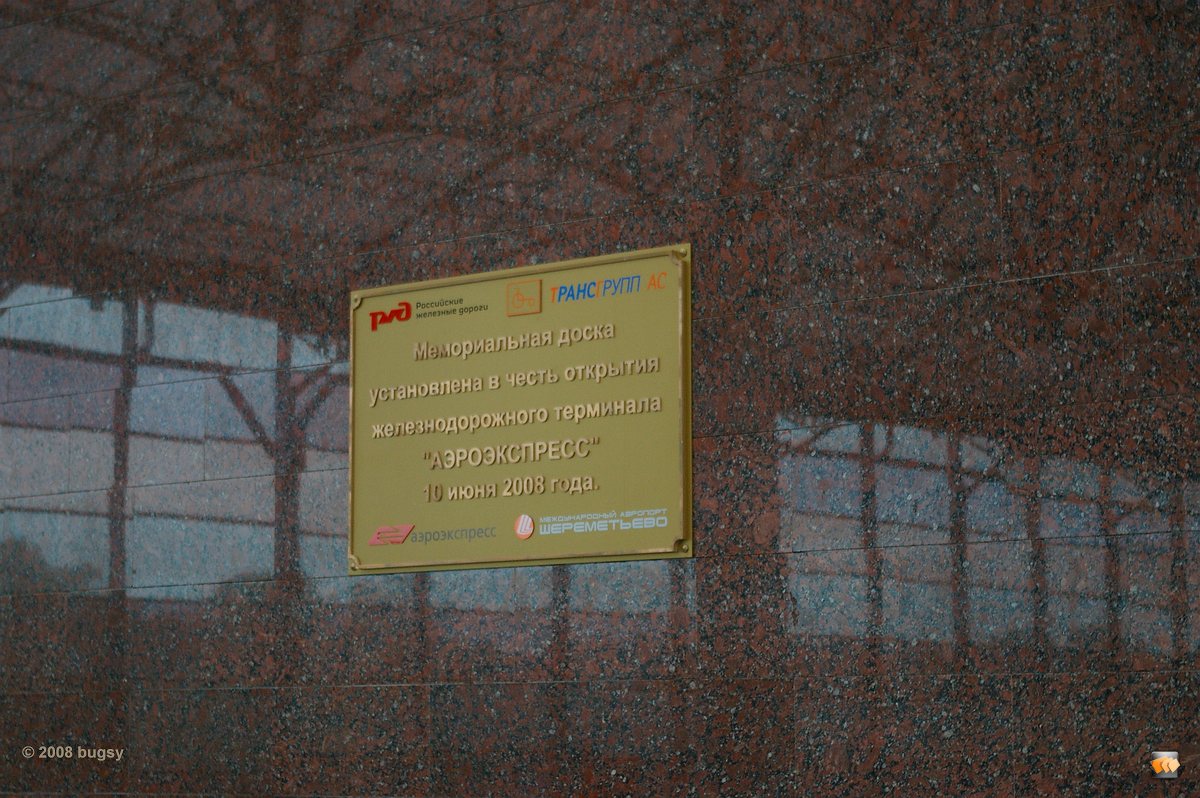 РЖД Российские железные дороги
ТРАНСГРУПП АС
Мемориальная доска
установлена в честь открытия
железнодорожного терминала
"АЭРОЭКСПРЕСС"
10 июня 2008 года.
аэроэкспресс
МЕЖДУНАРОДНЫЙ АЭРОПОРТ
ШЕРЕМЕТЬЕВО
© 2008 bugsy